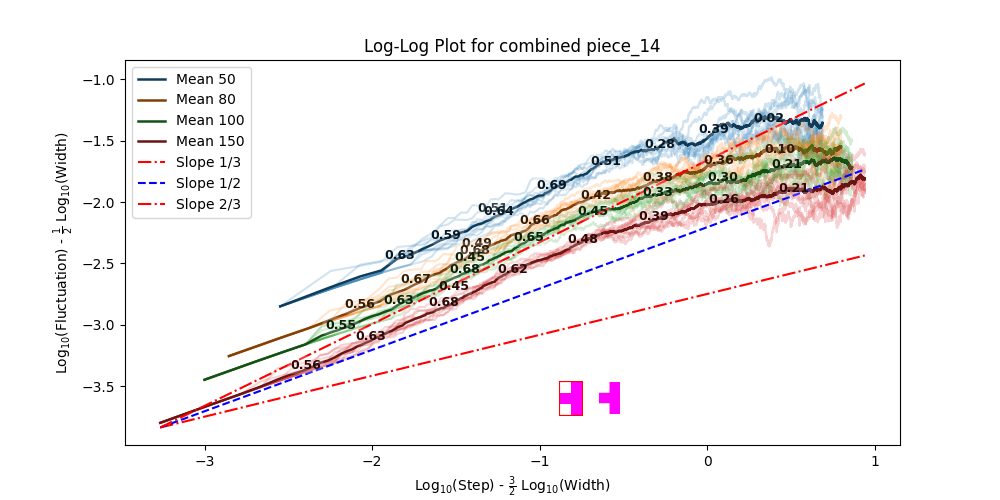 Log-Log Plot for combined piece_14
Log₁₀(Fluctuation) - 1/2 Log₁₀(Width)
−1.0
−1.5
−2.0
−2.5
−3.0
−3.5
Mean 50
Mean 80
Mean 100
Mean 150
Slope 1/3
Slope 1/2
Slope 2/3
0.63 0.59 0.51 0.64 0.69 0.51 0.28 0.39 0.02
0.56 0.67 0.49 0.68 0.66 0.42 0.38 0.36 0.10
0.55 0.63 0.68 0.45 0.65 0.45 0.33 0.30 0.21
0.56 0.63 0.68 0.45 0.62 0.48 0.39 0.26 0.21
−3 −2 −1 0 1
Log₁₀(Step) - 3/2 Log₁₀(Width)